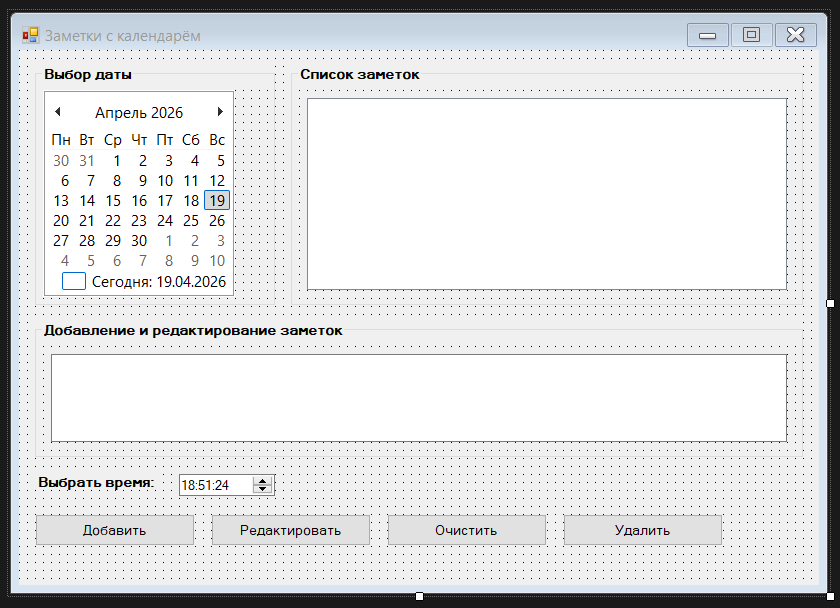 Заметки с календарём
Выбор даты
Список заметок
Апрель 2026
Пн Вт Ср Чт Пт Сб Вс
30 31 1 2 3 4 5
6 7 8 9 10 11 12
13 14 15 16 17 18 19
20 21 22 23 24 25 26
27 28 29 30 1 2 3
4 5 6 7 8 9 10
Сегодня: 19.04.2026
Добавление и редактирование заметок
Выбрать время:
18:51:24
Добавить
Редактировать
Очистить
Удалить